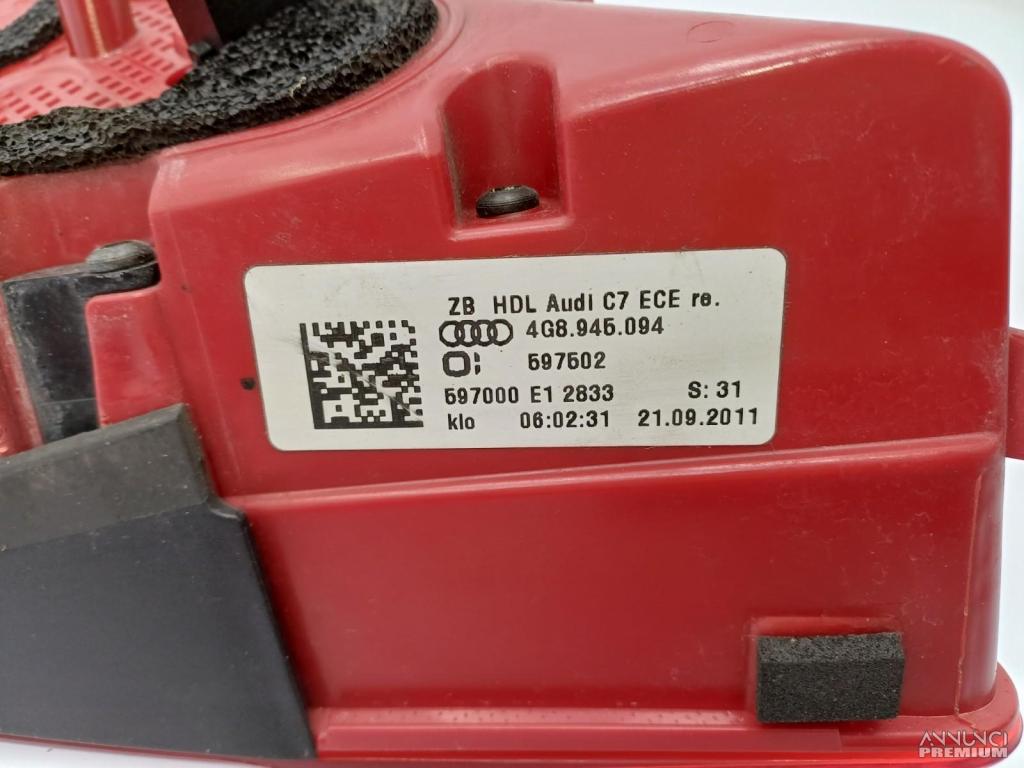 ZB HDL Audi C7 ECE re.
4G8.945.094
597502
597000 E1 2833 S: 31
klo 06:02:31 21.09.2011
ANNUNCI
PREMIUM